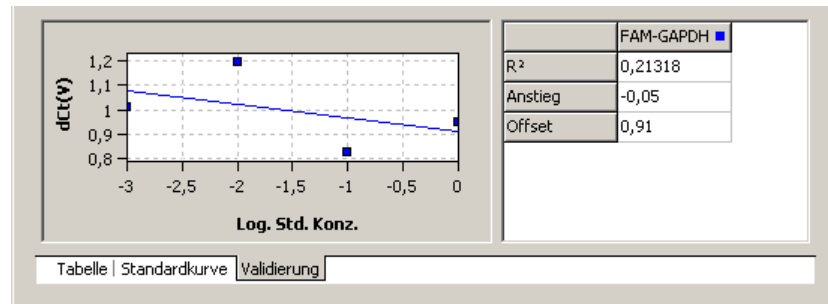 FAM-GAPDH
R² 0,21318
Anstieg -0,05
Offset 0,91
dCt(V)
1,2
1,1
1
0,9
0,8
-3 -2,5 -2 -1,5 -1 -0,5 0
Log. Std. Konz.
Tabelle Standardkurve Validierung